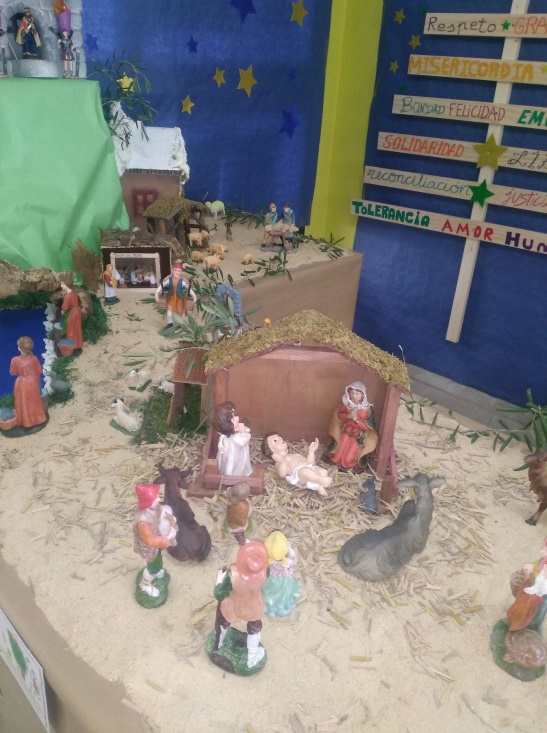 Respeto
MISERICORDIA
BONDAD FELICIDAD
SOLIDARIDAD
reconciliacion
TOLERANCIA AMOR